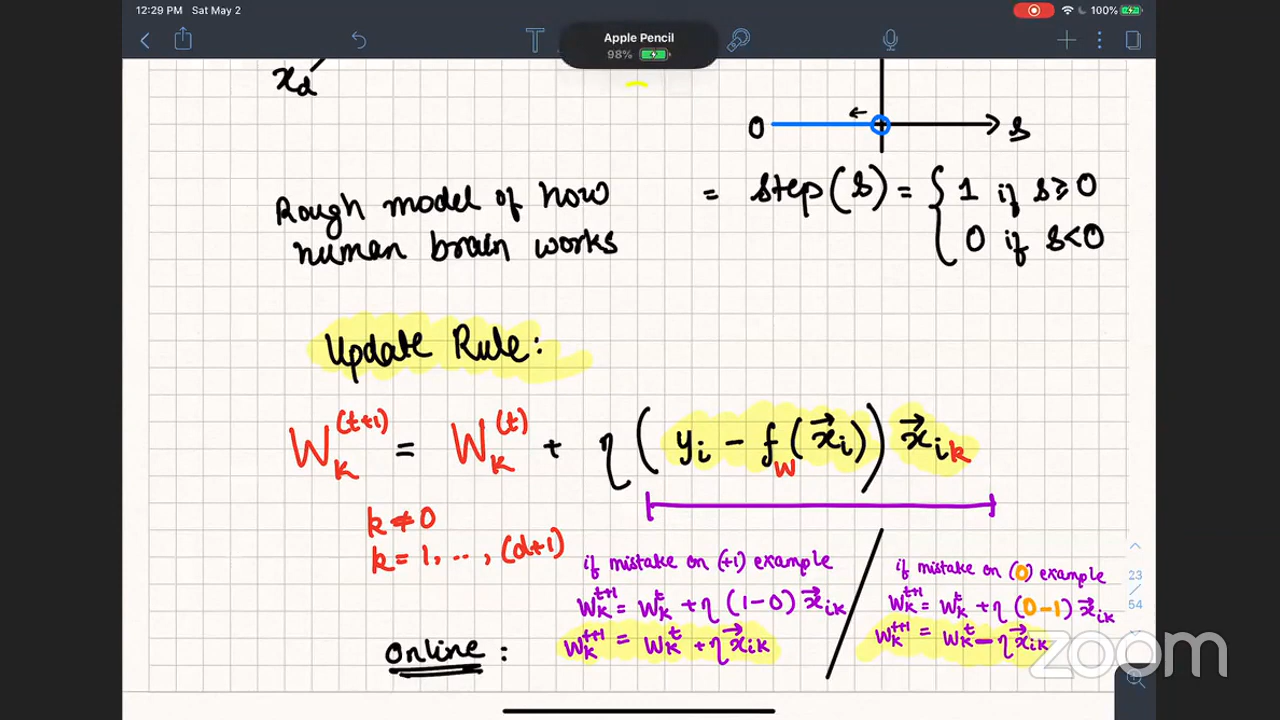 12:29 PM Sat May 2
100%
Apple Pencil
98%
T
xd
0
s
Rough model of how
human brain works
= Step(s) = { 1 if s≥0
0 if s<0
Update Rule:
W_k^(t+1) = W_k^(t) + η (y_i − f_w(x⃗_i)) x⃗_ik
k ≠ 0
k = 1, .., (d+1)
if mistake on (+1) example
W_k^t+1 = W_k^t + η (1−0) x⃗_ik
W_k^t+1 = W_k^t + η x⃗_ik
if mistake on (0) example
W_k^t+1 = W_k^t + η (0−1) x⃗_ik
W_k^t+1 = W_k^t − η x⃗_ik
Online :
23
/
54
zoom